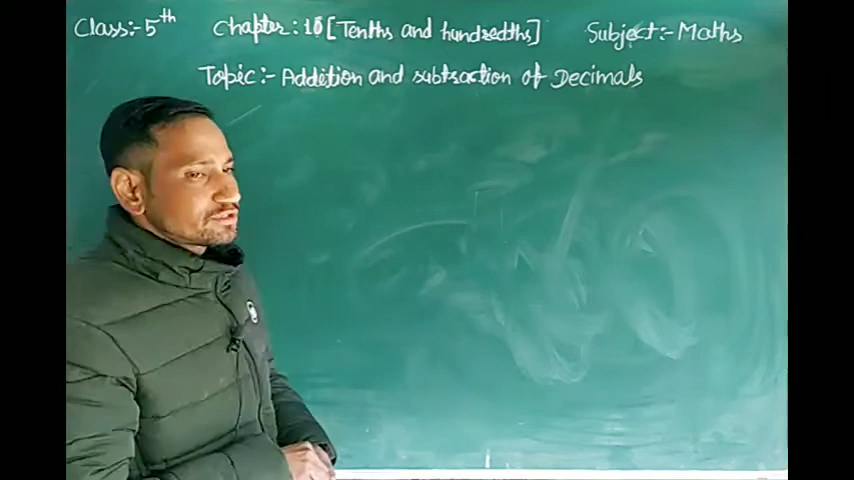 Class:- 5th Chapter: 10 [Tenths and hundredths] Subject:- Maths
Topic:- Addition and subtraction of Decimals